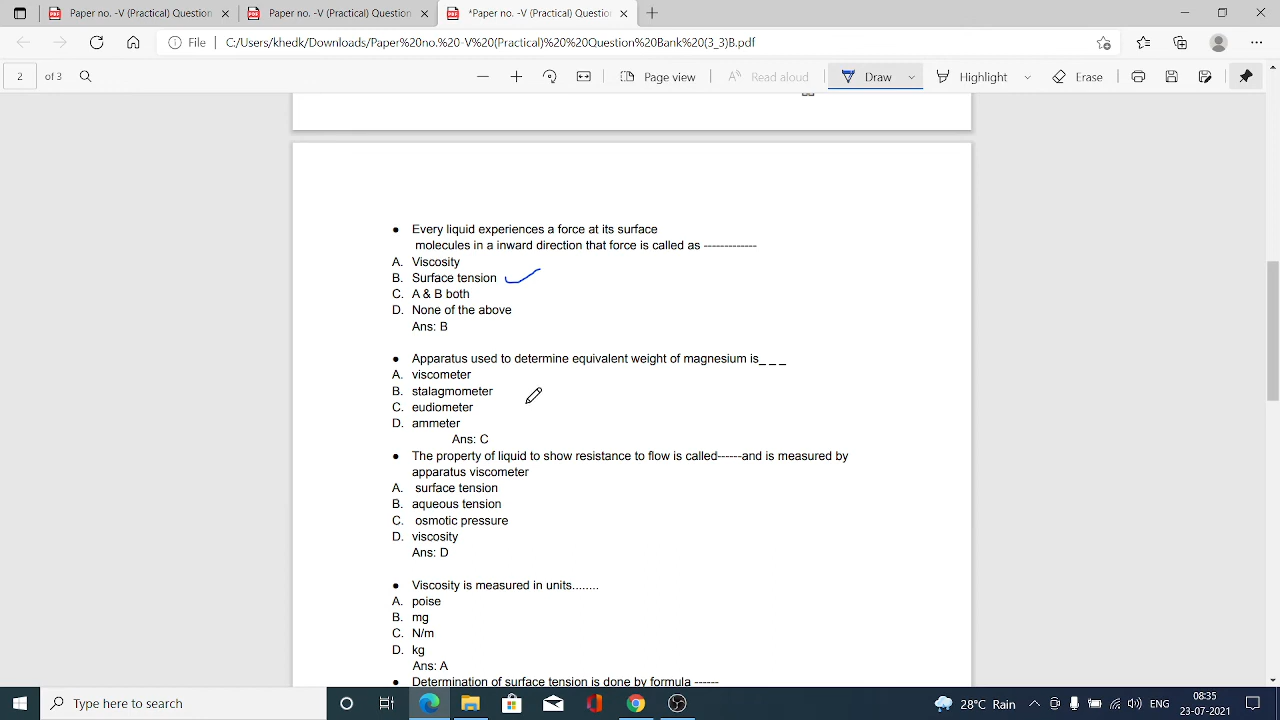 Paper no. -V (Practical) Question
Paper no. -V (Practical) Question
*Paper no. -V (Practical) Question
File
C:/Users/khedk/Downloads/Paper%20no.%20-V%20(Practical)%20%20Question%20Bank(3_3)B.pdf
2 of 3
Page view
Read aloud
Draw
Highlight
Erase
● Every liquid experiences a force at its surface
molecules in a inward direction that force is called as -------------
A. Viscosity
B. Surface tension
C. A & B both
D. None of the above
Ans: B
● Apparatus used to determine equivalent weight of magnesium is_ _ _
A. viscometer
B. stalagmometer
C. eudiometer
D. ammeter
Ans: C
● The property of liquid to show resistance to flow is called------and is measured by
apparatus viscometer
A. surface tension
B. aqueous tension
C. osmotic pressure
D. viscosity
Ans: D
● Viscosity is measured in units........
A. poise
B. mg
C. N/m
D. kg
Ans: A
● Determination of surface tension is done by formula ------
Type here to search
28°C Rain
ENG
08:35
23-07-2021